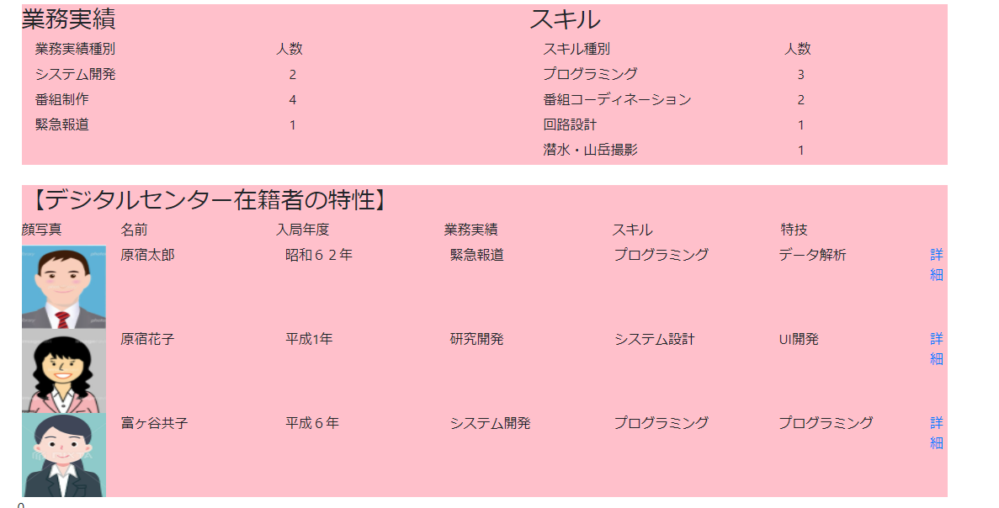 業務実績
業務実績種別 人数
システム開発 2
番組制作 4
緊急報道 1
スキル
スキル種別 人数
プログラミング 3
番組コーディネーション 2
回路設計 1
潜水・山岳撮影 1
【デジタルセンター在籍者の特性】
顔写真 名前 入局年度 業務実績 スキル 特技
原宿太郎 昭和６２年 緊急報道 プログラミング データ解析 詳
細
原宿花子 平成1年 研究開発 システム設計 UI開発 詳
細
富ヶ谷共子 平成６年 システム開発 プログラミング プログラミング 詳
細